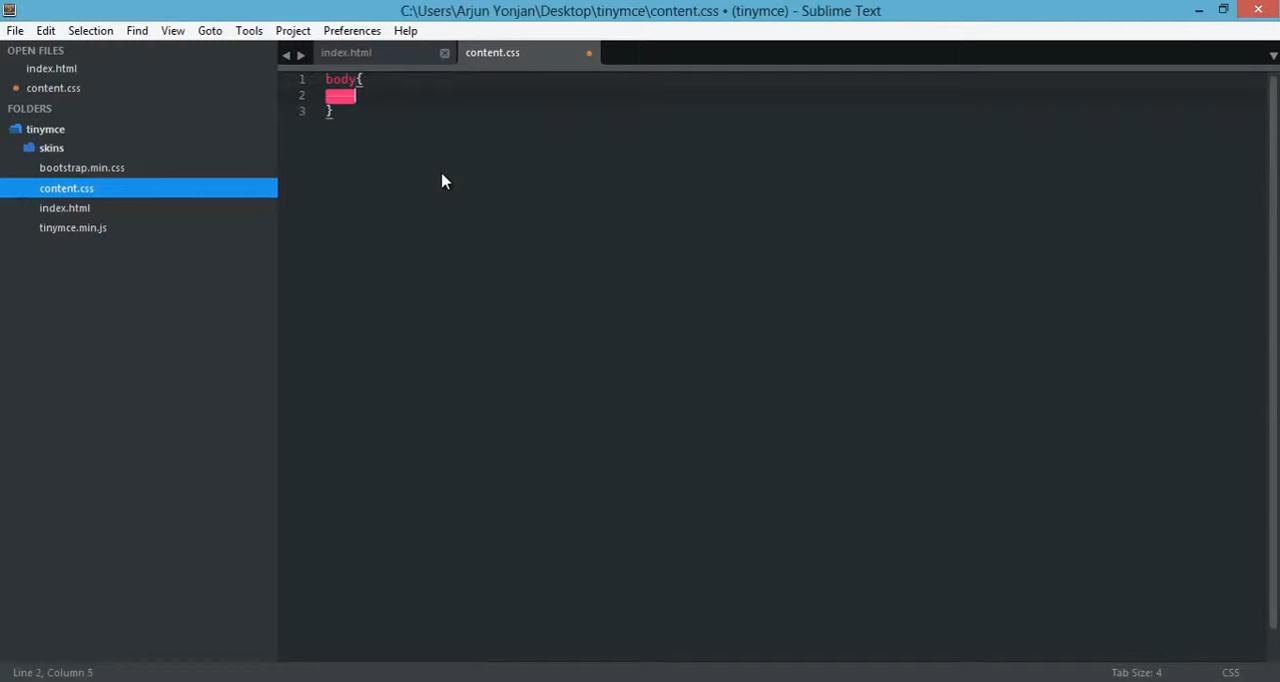 C:\Users\Arjun Yonjan\Desktop\tinymce\content.css • (tinymce) - Sublime Text
File Edit Selection Find View Goto Tools Project Preferences Help
OPEN FILES
index.html
content.css
FOLDERS
tinymce
skins
bootstrap.min.css
content.css
index.html
tinymce.min.js
index.html content.css
1 body{
2
3 }
Line 2, Column 5 Tab Size: 4 CSS